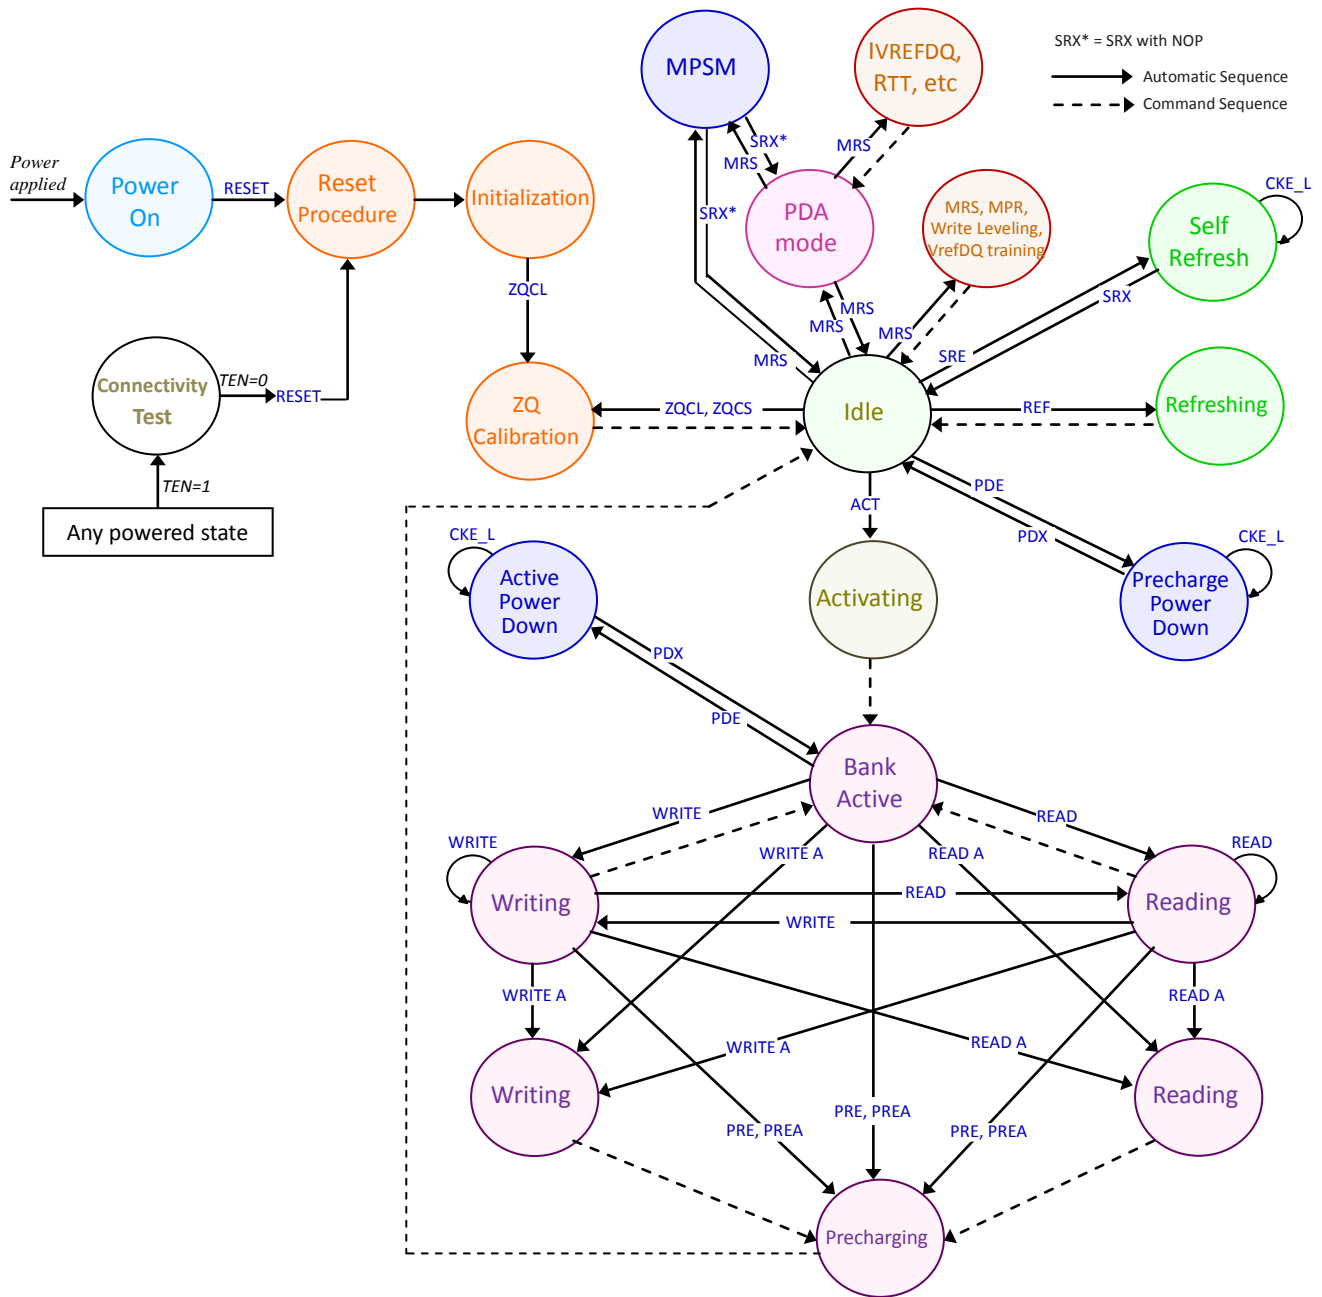 MPSM
IVREFDQ,
RTT, etc
SRX* = SRX with NOP
Automatic Sequence
Command Sequence
Power
applied
Power
On
RESET
Reset
Procedure
Initialization
SRX*
MRS
MRS
SRX*
PDA
mode
MRS, MPR,
Write Leveling,
VrefDQ training
CKE_L
Self
Refresh
ZQCL
SRX
MRS
MRS
MRS
MRS
SRE
Connectivity
Test
TEN=0
RESET
ZQ
Calibration
ZQCL, ZQCS
Idle
REF
Refreshing
TEN=1
Any powered state
ACT
PDE
PDX
CKE_L
Active
Power
Down
Activating
CKE_L
Precharge
Power
Down
PDX
PDE
Bank
Active
WRITE
READ
WRITE
WRITE A
READ A
READ
Writing
READ
Reading
WRITE
WRITE A
READ A
WRITE A
READ A
Writing
Reading
PRE, PREA
PRE, PREA
PRE, PREA
Precharging